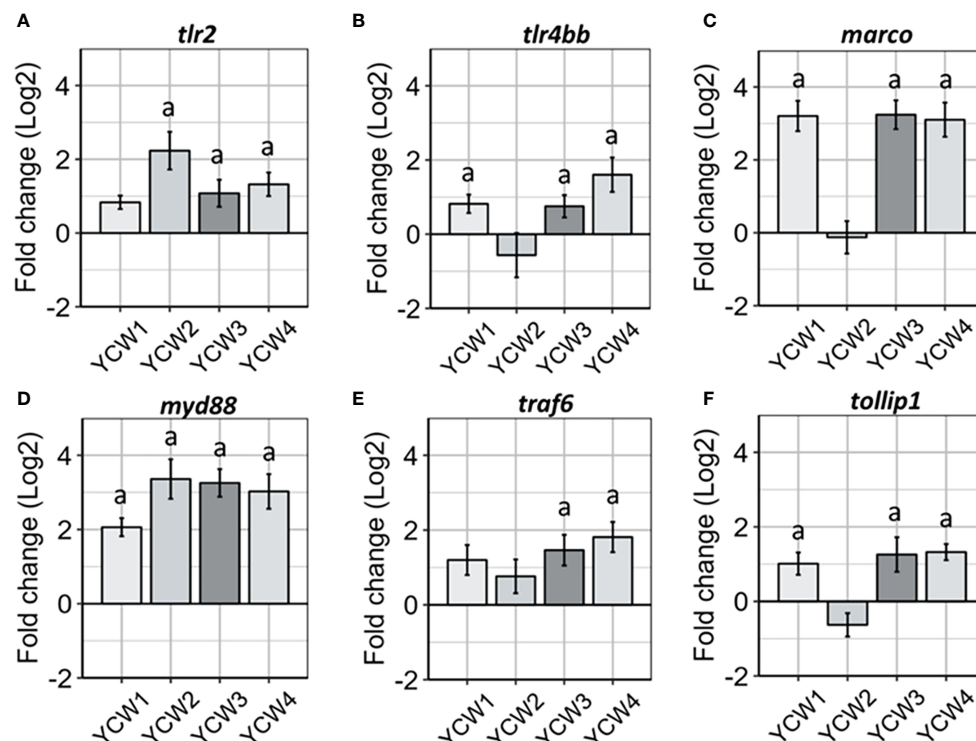 A
tlr2
Fold change (Log2)
4
2
0
-2
a
a
a
YCW1
YCW2
YCW3
YCW4
B
tlr4bb
Fold change (Log2)
4
2
0
-2
a
a
a
YCW1
YCW2
YCW3
YCW4
C
marco
Fold change (Log2)
4
2
0
-2
a
a
a
YCW1
YCW2
YCW3
YCW4
D
myd88
Fold change (Log2)
4
2
0
-2
a
a
a
a
YCW1
YCW2
YCW3
YCW4
E
traf6
Fold change (Log2)
4
2
0
-2
a
a
YCW1
YCW2
YCW3
YCW4
F
tollip1
Fold change (Log2)
4
2
0
-2
a
a
a
YCW1
YCW2
YCW3
YCW4